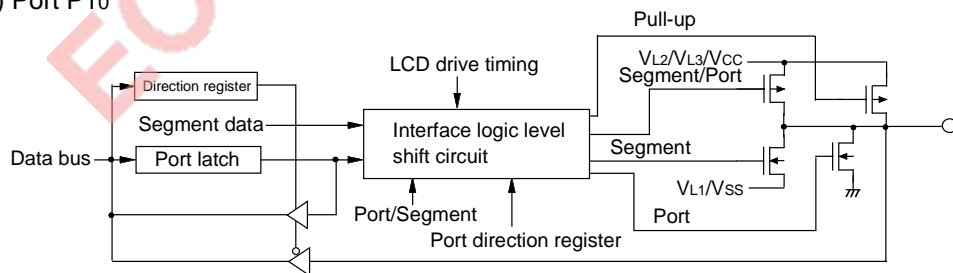 ) Port P10
Pull-up
VL2/VL3/VCC
LCD drive timing
Segment/Port
Direction register
Segment data
Interface logic level
shift circuit
Data bus
Port latch
Segment
VL1/VSS
Port/Segment
Port
Port direction register